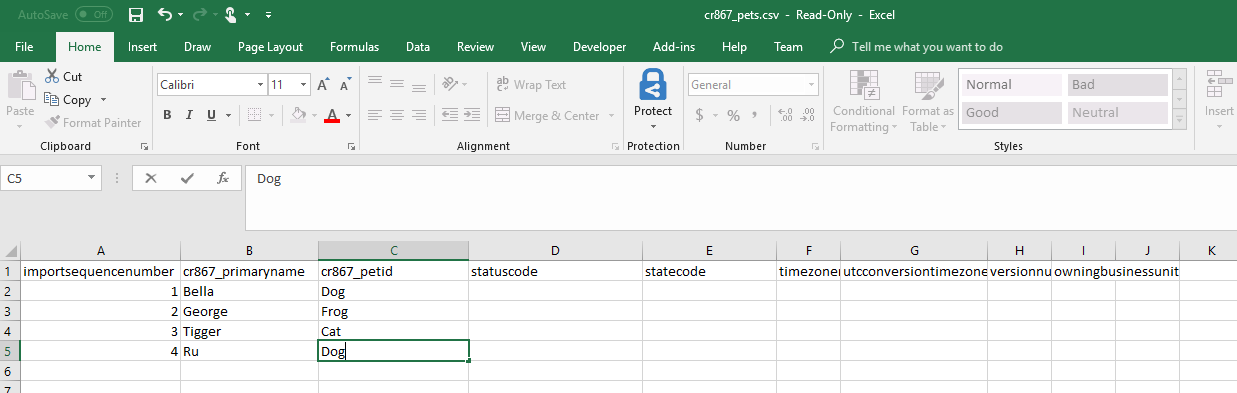 AutoSave Off cr867_pets.csv - Read-Only - Excel
File Home Insert Draw Page Layout Formulas Data Review View Developer Add-ins Help Team Tell me what you want to do
Paste
Cut
Copy
Format Painter
Clipboard
Calibri 11 A A
B I U A
Font
ab Wrap Text
Merge & Center
Alignment
Protect
Protection
General
$ % , .00 .0
Number
Conditional Formatting
Format as Table
Normal Bad
Good Neutral
Styles
Insert
C5 fx Dog
A B C D E F G H I J K
1 importsequencenumber cr867_primaryname cr867_petid statuscode statecode timezoner utcconversiontimezone versionnu owningbusinessunit
2 1 Bella Dog
3 2 George Frog
4 3 Tigger Cat
5 4 Ru Dog
6
7